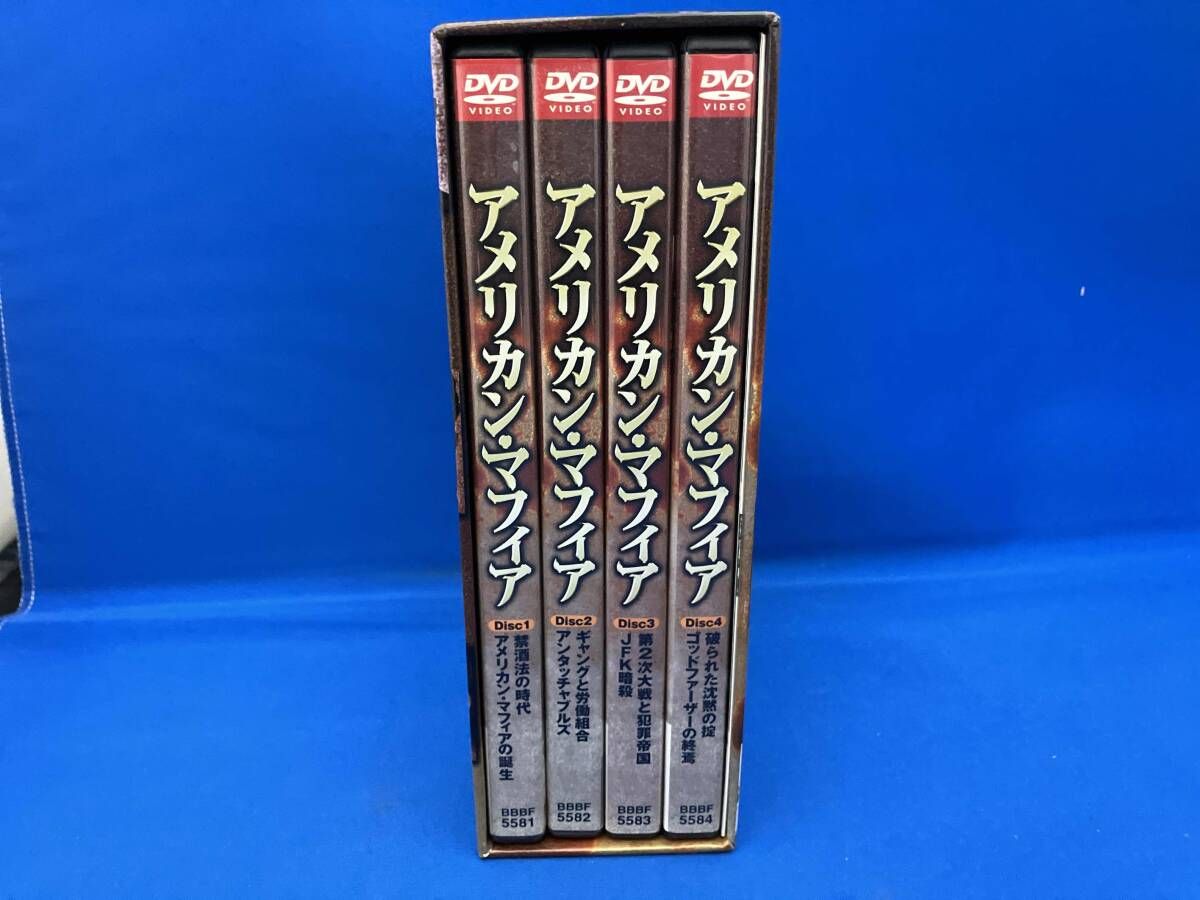 DVD
VIDEO
アメリカン・マフィア
Disc1
禁酒法の時代
アメリカン・マフィアの誕生
BBBF
5581
DVD
VIDEO
アメリカン・マフィア
Disc2
ギャングと労働組合
アンタッチャブルズ
BBBF
5582
DVD
VIDEO
アメリカン・マフィア
Disc3
第2次大戦と犯罪帝国
JFK暗殺
BBBF
5583
DVD
VIDEO
アメリカン・マフィア
Disc4
破られた沈黙の掟
ゴッドファーザーの終焉
BBBF
5584